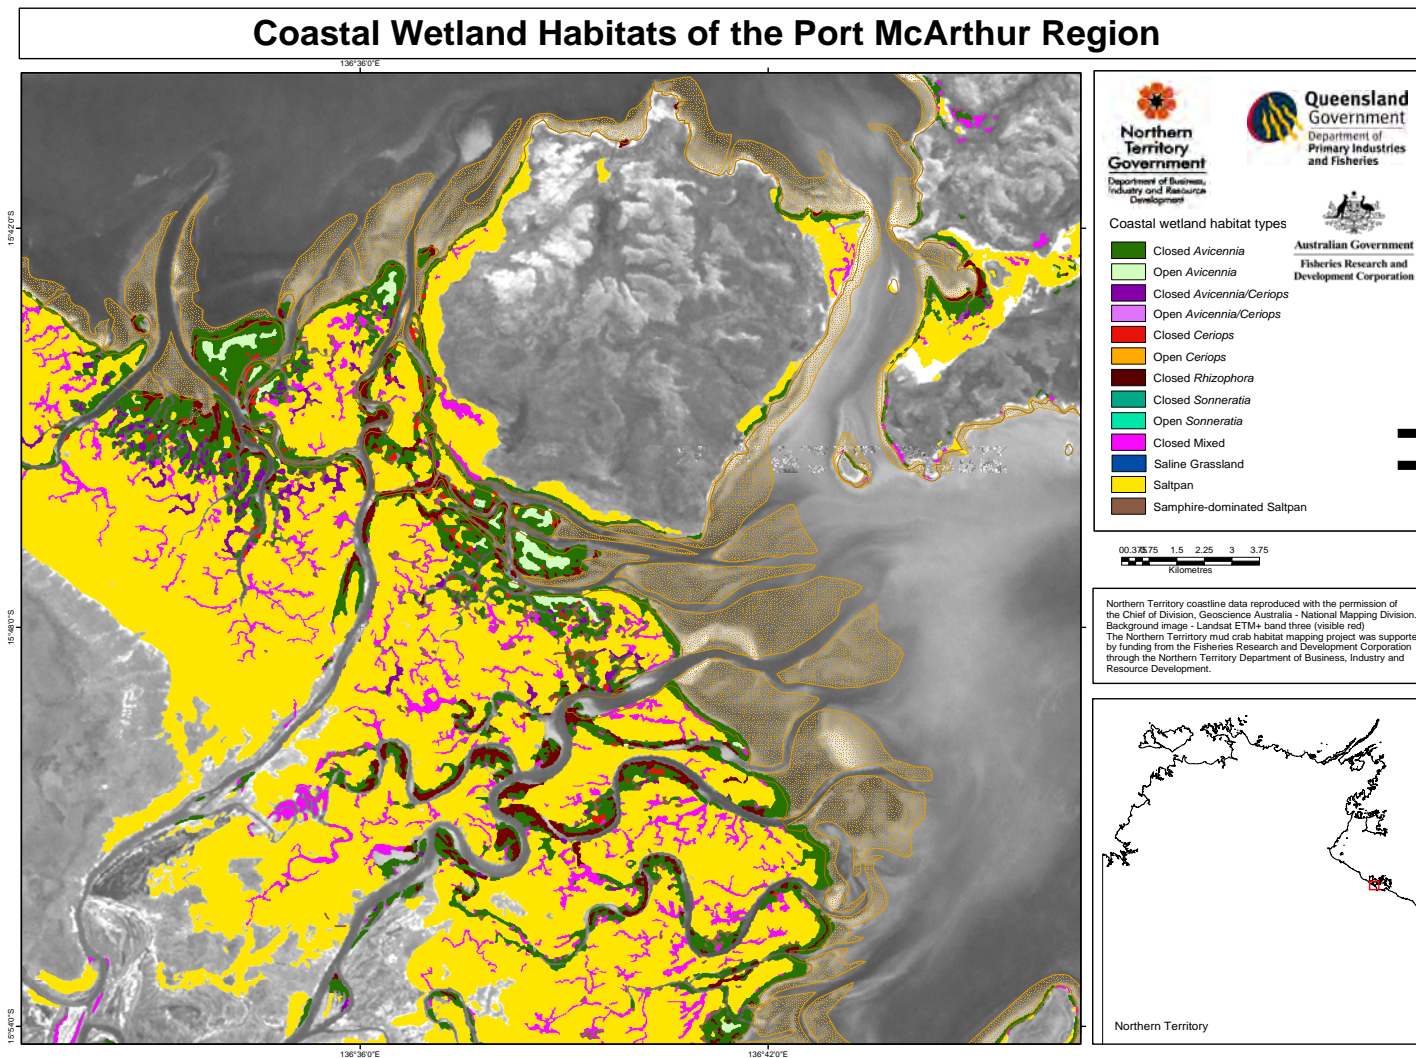 Coastal Wetland Habitats of the Port McArthur Region
136°36'0"E
15°42'0"S
15°48'0"S
15°54'0"S
136°36'0"E
136°42'0"E
Northern
Territory
Government
Department of Business,
Industry and Resource
Development
Queensland
Government
Department of
Primary Industries
and Fisheries
Australian Government
Fisheries Research and
Development Corporation
Coastal wetland habitat types
Closed Avicennia
Open Avicennia
Closed Avicennia/Ceriops
Open Avicennia/Ceriops
Closed Ceriops
Open Ceriops
Closed Rhizophora
Closed Sonneratia
Open Sonneratia
Closed Mixed
Saline Grassland
Saltpan
Samphire-dominated Saltpan
00.3750.75 1.5 2.25 3 3.75
Kilometres
Northern Territory coastline data reproduced with the permission of
the Chief of Division, Geoscience Australia - National Mapping Division.
Background image - Landsat ETM+ band three (visible red)
The Northern Territory mud crab habitat mapping project was supporte
by funding from the Fisheries Research and Development Corporation
through the Northern Territory Department of Business, Industry and
Resource Development.
Northern Territory